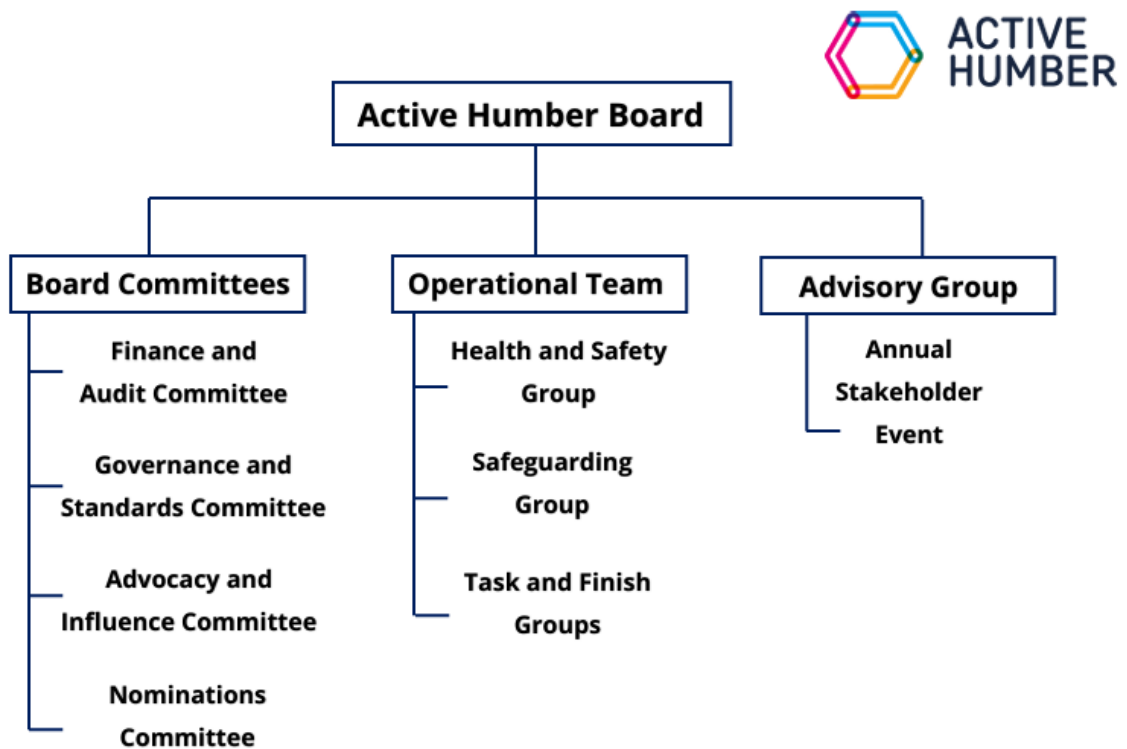 ACTIVE
HUMBER
Active Humber Board
Board Committees
Finance and
Audit Committee
Governance and
Standards Committee
Advocacy and
Influence Committee
Nominations
Committee
Operational Team
Health and Safety
Group
Safeguarding
Group
Task and Finish
Groups
Advisory Group
Annual
Stakeholder
Event